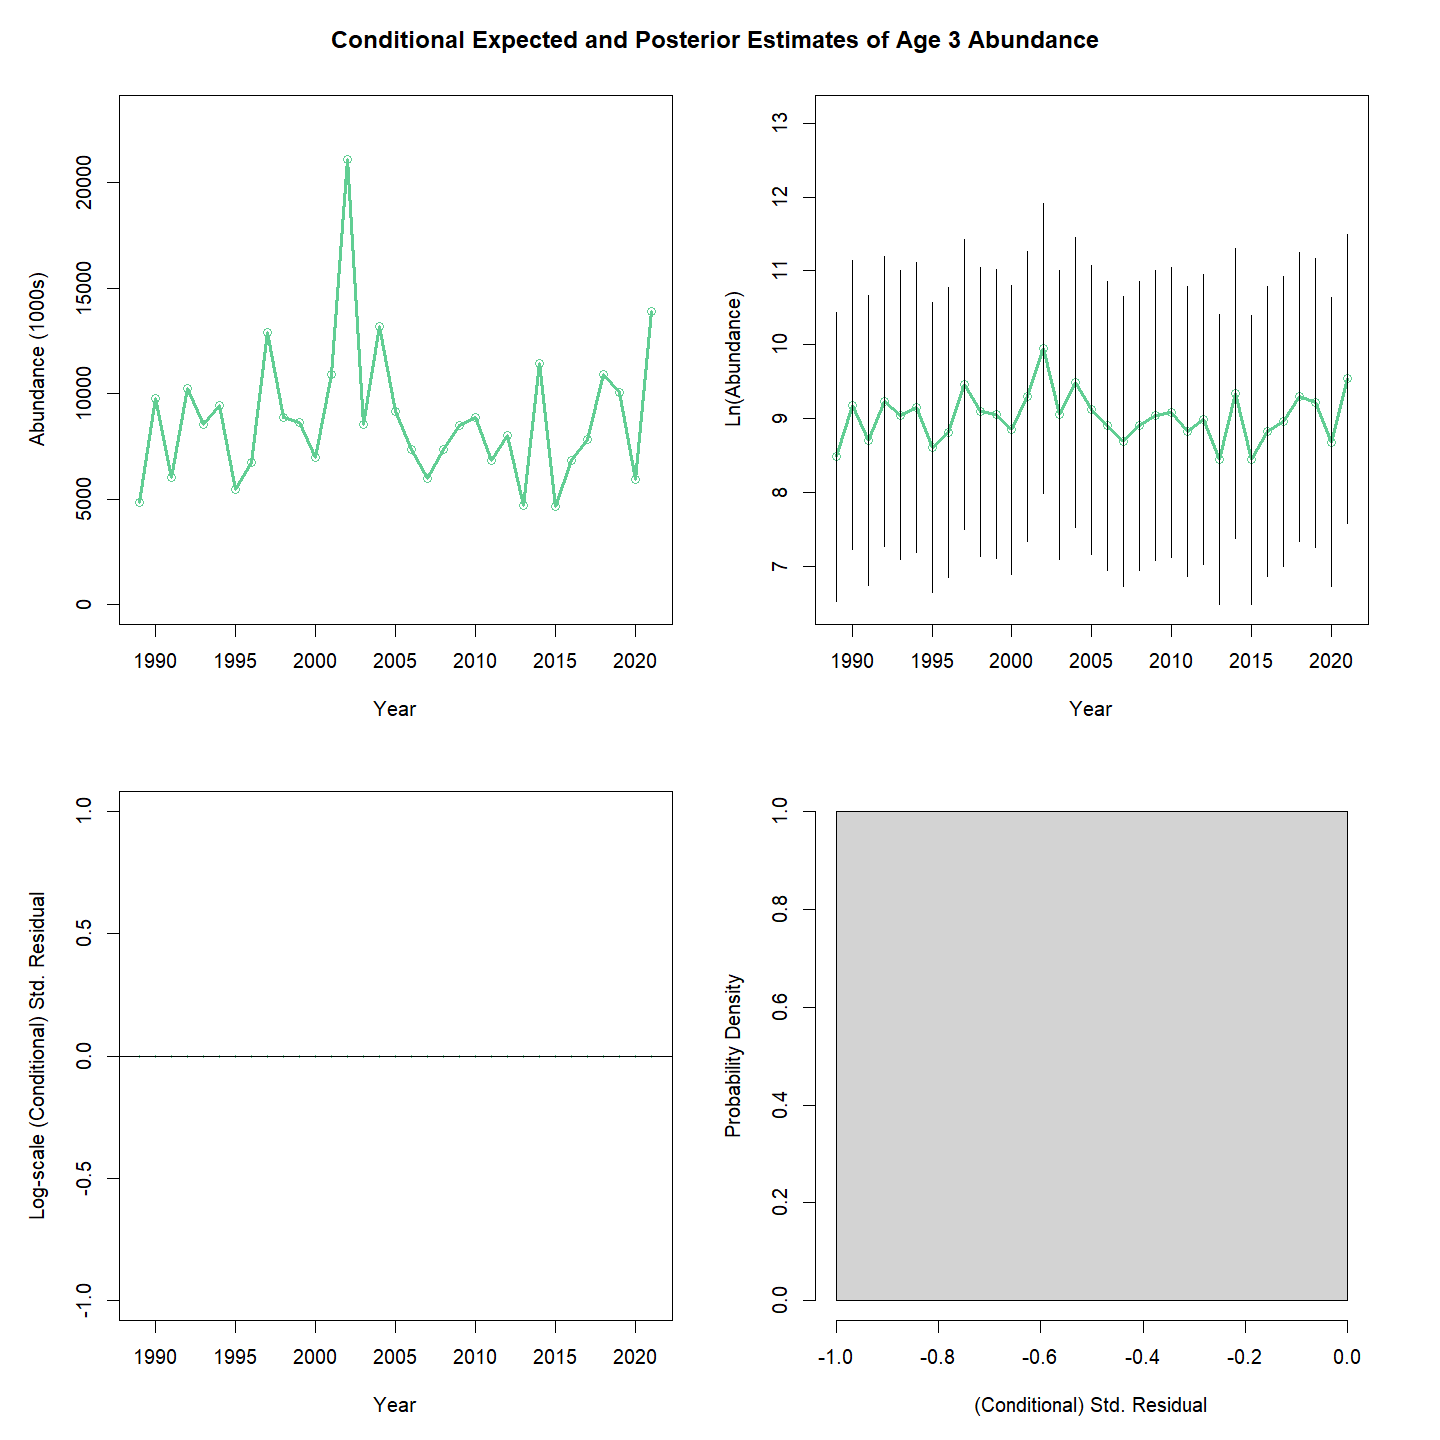 Conditional Expected and Posterior Estimates of Age 3 Abundance
Abundance (1000s)
20000
15000
10000
5000
0
1990 1995 2000 2005 2010 2015 2020
Year
Ln(Abundance)
13
12
11
10
9
8
7
1990 1995 2000 2005 2010 2015 2020
Year
Log-scale (Conditional) Std. Residual
1.0
0.5
0.0
-0.5
-1.0
1990 1995 2000 2005 2010 2015 2020
Year
Probability Density
1.0
0.8
0.6
0.4
0.2
0.0
-1.0 -0.8 -0.6 -0.4 -0.2 0.0
(Conditional) Std. Residual